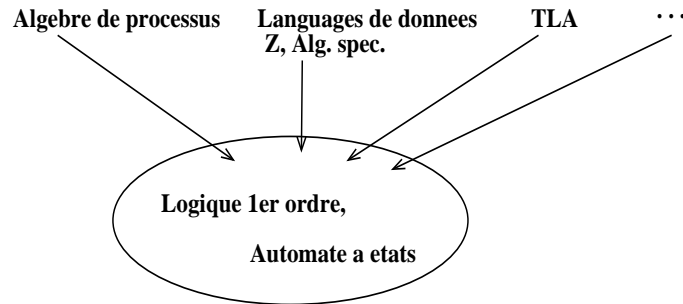 Algebre de processus
Languages de donnees
Z, Alg. spec.
TLA
...
Logique 1er ordre,
Automate a etats